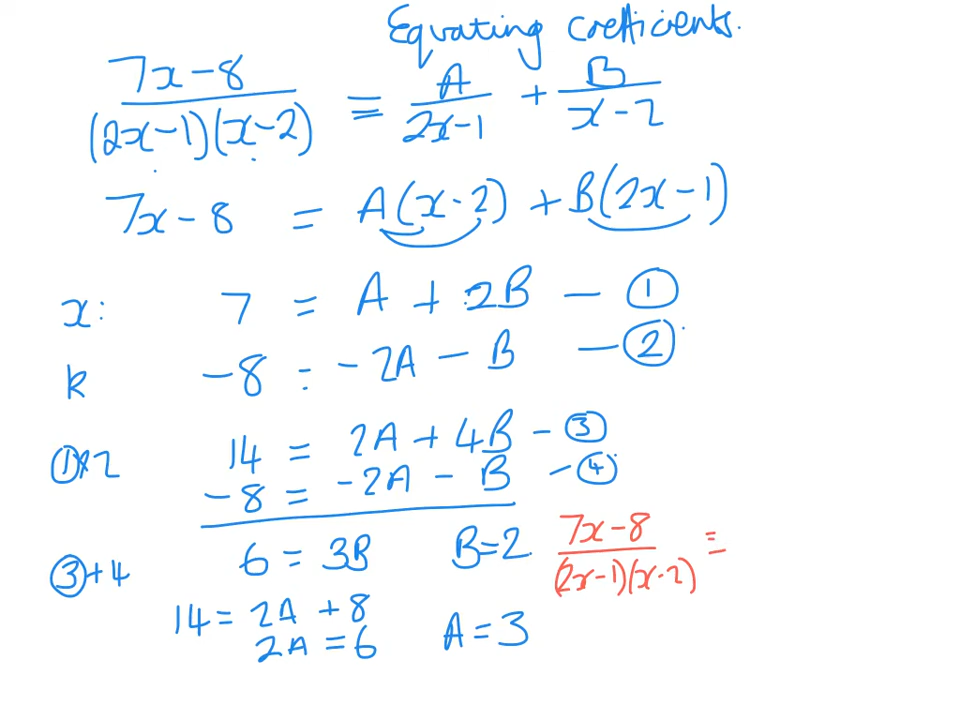 Equating coefficients.
7x-8/(2x-1)(x-2) ≡ A/2x-1 + B/x-2
7x-8 = A(x-2) + B(2x-1)
x: 7 = A + 2B - ①
k -8 = -2A - B - ②
①x2 14 = 2A + 4B - ③
-8 = -2A - B - ④
③+4 6 = 3B B=2
14 = 2A + 8
2A = 6 A = 3
7x-8/(2x-1)(x-2) =